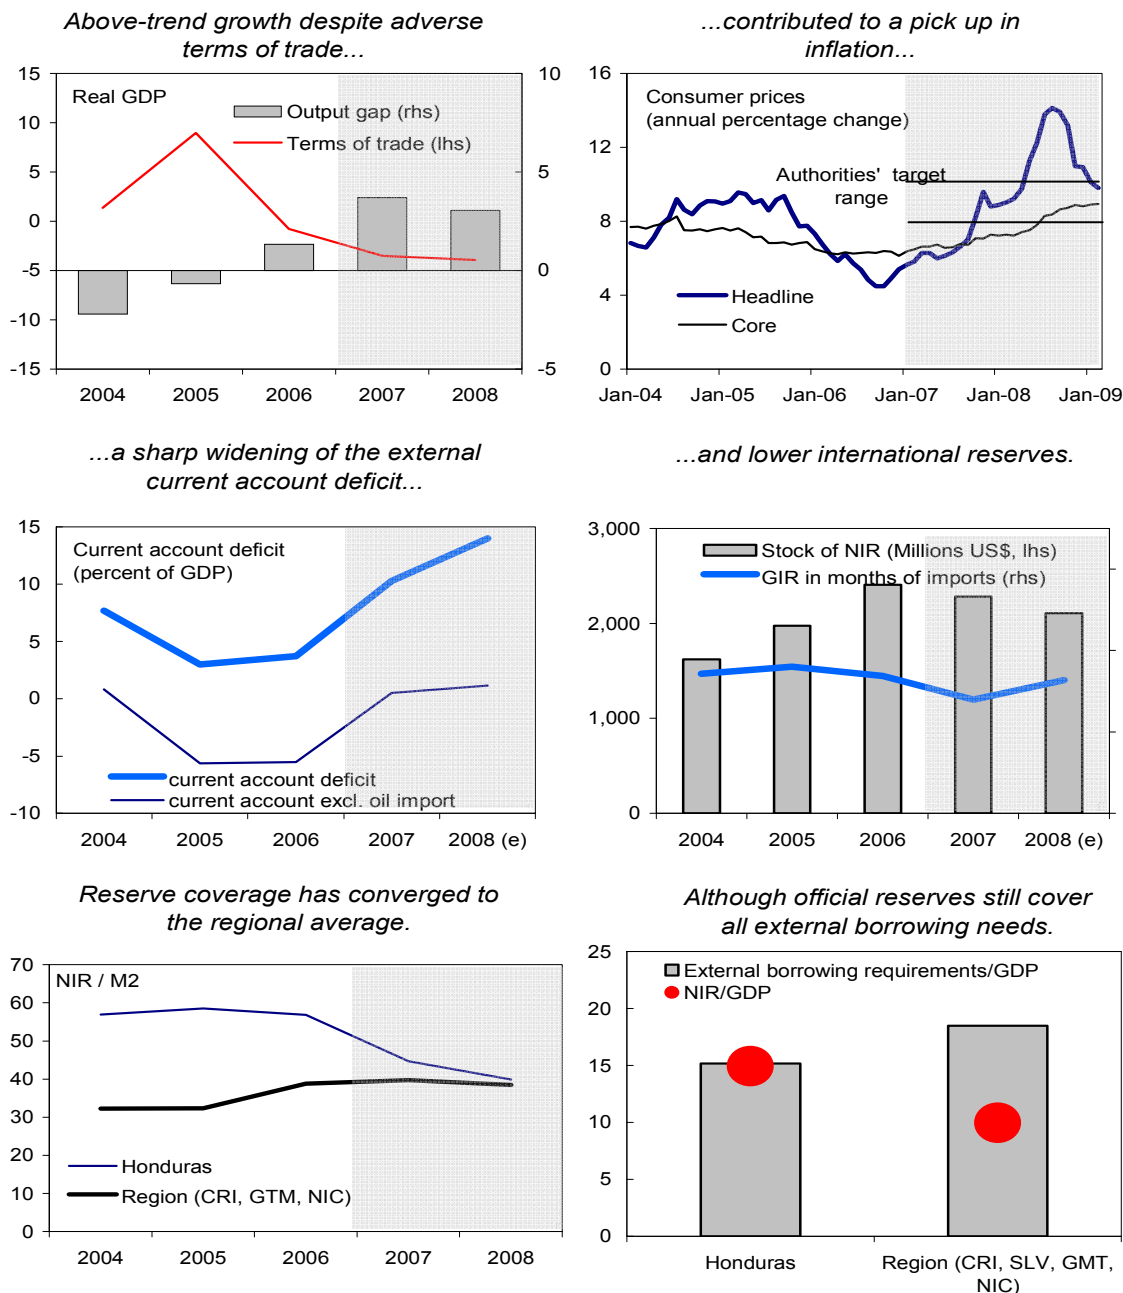 Above-trend growth despite adverse
terms of trade...
15
10
5
0
-5
-10
-15
10
5
0
-5
Real GDP
Output gap (rhs)
Terms of trade (lhs)
2004 2005 2006 2007 2008
...contributed to a pick up in
inflation...
16
12
8
4
0
Consumer prices
(annual percentage change)
Authorities' target
range
Headline
Core
Jan-04 Jan-05 Jan-06 Jan-07 Jan-08 Jan-09
...a sharp widening of the external
current account deficit...
15
10
5
0
-5
-10
Current account deficit
(percent of GDP)
current account deficit
current account excl. oil import
2004 2005 2006 2007 2008 (e)
...and lower international reserves.
3,000
2,000
1,000
0
Stock of NIR (Millions US$, lhs)
GIR in months of imports (rhs)
2004 2005 2006 2007 2008 (e)
Reserve coverage has converged to
the regional average.
70
60
50
40
30
20
10
0
NIR / M2
Honduras
Region (CRI, GTM, NIC)
2004 2005 2006 2007 2008
Although official reserves still cover
all external borrowing needs.
25
20
15
10
5
0
External borrowing requirements/GDP
NIR/GDP
Honduras
Region (CRI, SLV, GMT,
NIC)